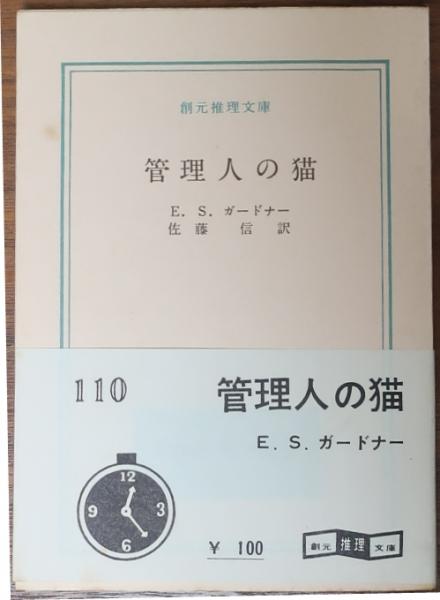 創元推理文庫
管理人の猫
E. S. ガードナー
佐藤 信 訳
110
管理人の猫
E. S. ガードナー
12
9 3
6
¥ 100
創元 推理 文庫